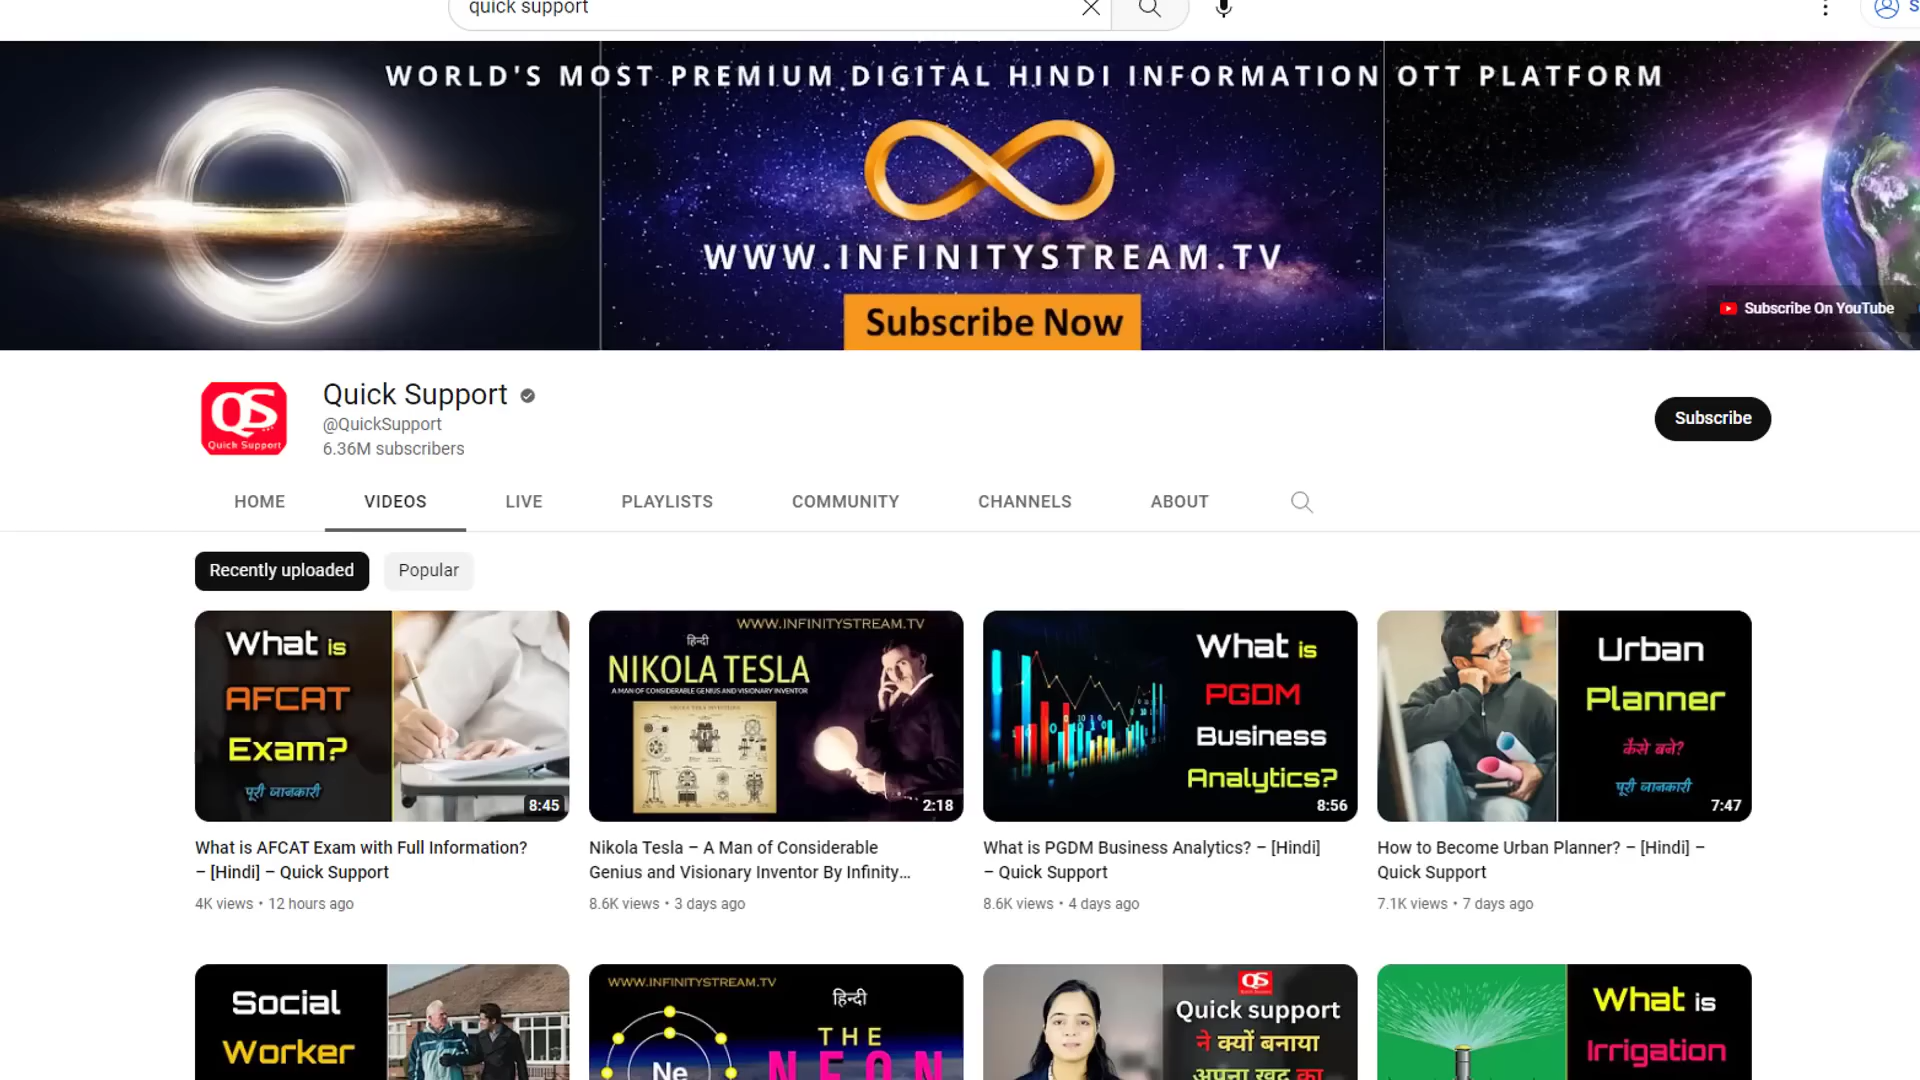 quick support
WORLD'S MOST PREMIUM DIGITAL HINDI INFORMATION OTT PLATFORM
WWW.INFINITYSTREAM.TV
Subscribe Now
Subscribe On YouTube
QS
Quick Support
Quick Support
@QuickSupport
6.36M subscribers
Subscribe
HOME
VIDEOS
LIVE
PLAYLISTS
COMMUNITY
CHANNELS
ABOUT
Recently uploaded
Popular
What is
AFCAT
Exam?
पूरी जानकारी
8:45
WWW.INFINITYSTREAM.TV
हिन्दी
NIKOLA TESLA
A MAN OF CONSIDERABLE GENIUS AND VISIONARY INVENTOR
2:18
What is
PGDM
Business
Analytics?
8:56
Urban
Planner
कैसे बने?
पूरी जानकारी
7:47
What is AFCAT Exam with Full Information?
– [Hindi] – Quick Support
4K views • 12 hours ago
Nikola Tesla – A Man of Considerable
Genius and Visionary Inventor By Infinity...
8.6K views • 3 days ago
What is PGDM Business Analytics? – [Hindi]
– Quick Support
8.6K views • 4 days ago
How to Become Urban Planner? – [Hindi] –
Quick Support
7.1K views • 7 days ago
Social
Worker
WWW.INFINITYSTREAM.TV
हिन्दी
THE
NEON
Ne
QS
Quick support
ने क्यों बनाया
अपना खुद का
What is
Irrigation